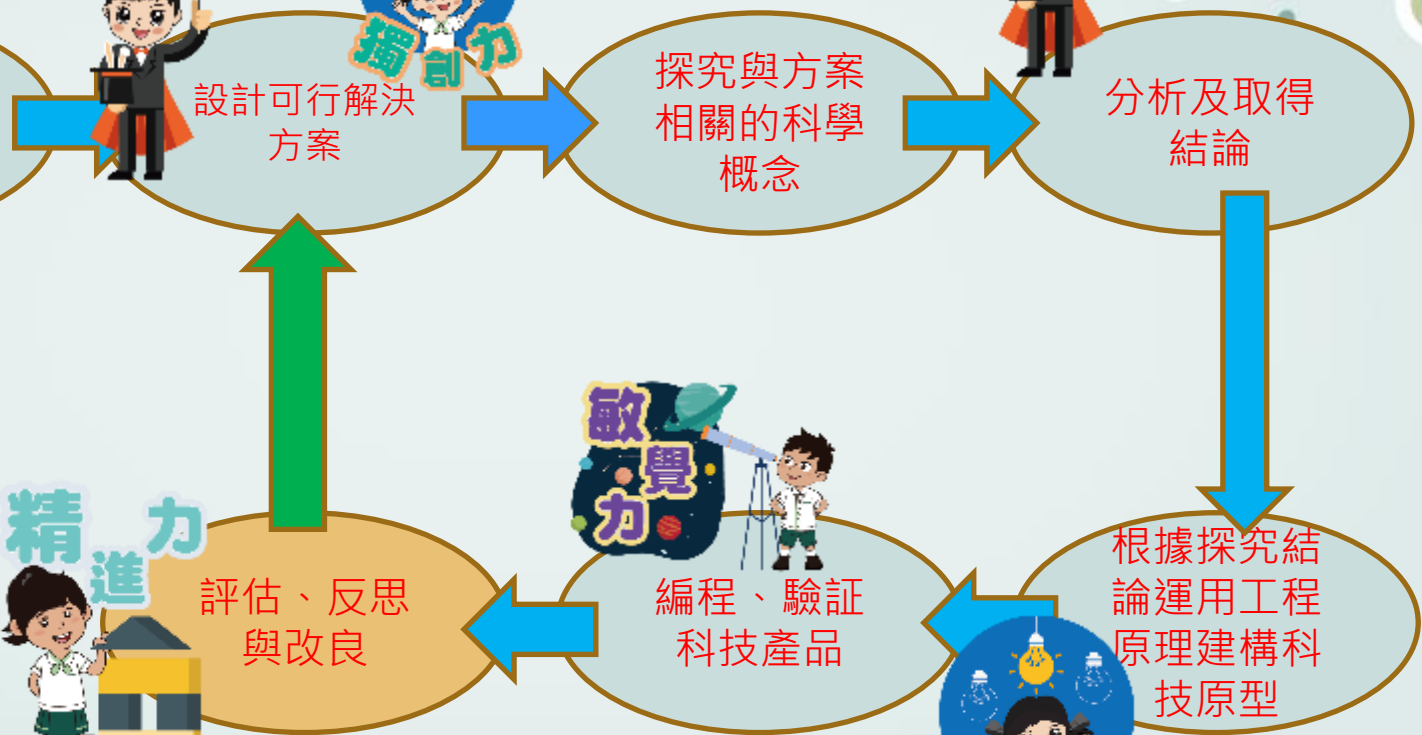 獨創力
設計可行解決
方案
探究與方案
相關的科學
概念
分析及取得
結論
敏覺力
精進力
評估、反思
與改良
編程、驗証
科技產品
根據探究結
論運用工程
原理建構科
技原型